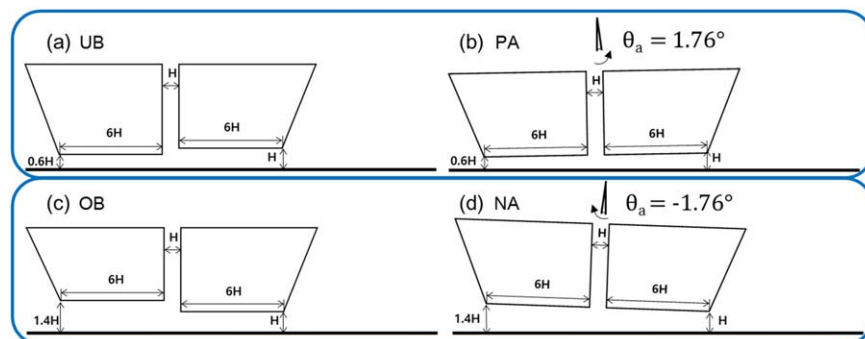 (a) UB
H
6H
6H
0.6H
H
(b) PA
θa = 1.76°
H
6H
6H
0.6H
H
(c) OB
H
6H
6H
1.4H
H
(d) NA
θa = -1.76°
H
6H
6H
1.4H
H